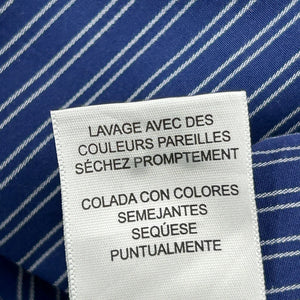 LAVAGE AVEC DES
COULEURS PAREILLES
SÉCHEZ PROMPTEMENT
COLADA CON COLORES
SEMEJANTES
SEQÚESE
PUNTUALMENTE